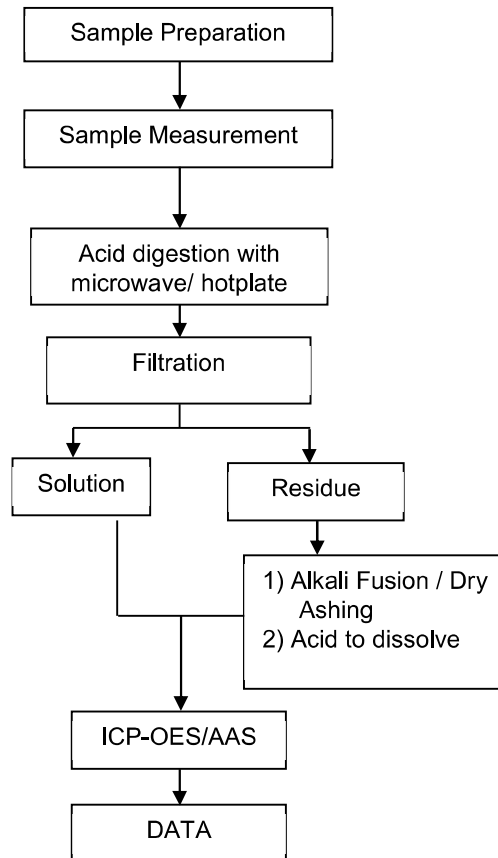 Sample Preparation
Sample Measurement
Acid digestion with
microwave/ hotplate
Filtration
Solution
Residue
1) Alkali Fusion / Dry
Ashing
2) Acid to dissolve
ICP-OES/AAS
DATA